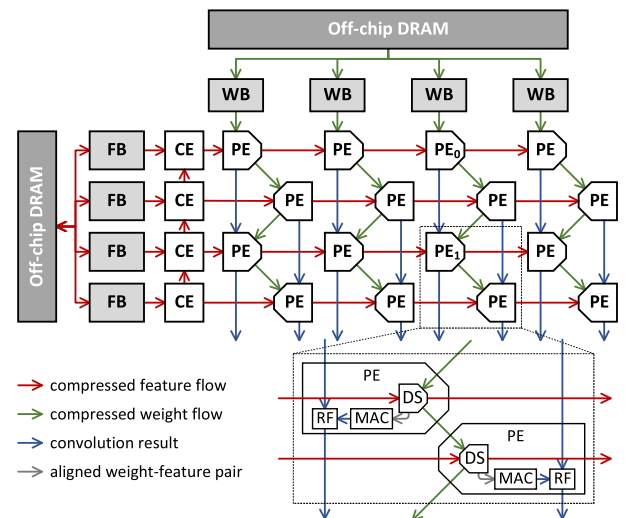 Off-chip DRAM
WB WB WB WB
Off-chip DRAM
FB CE PE PE PE0 PE
FB CE PE PE PE PE
FB CE PE PE PE1 PE
FB CE PE PE PE PE
PE
DS
RF MAC
PE
DS
MAC RF
compressed feature flow
compressed weight flow
convolution result
aligned weight-feature pair